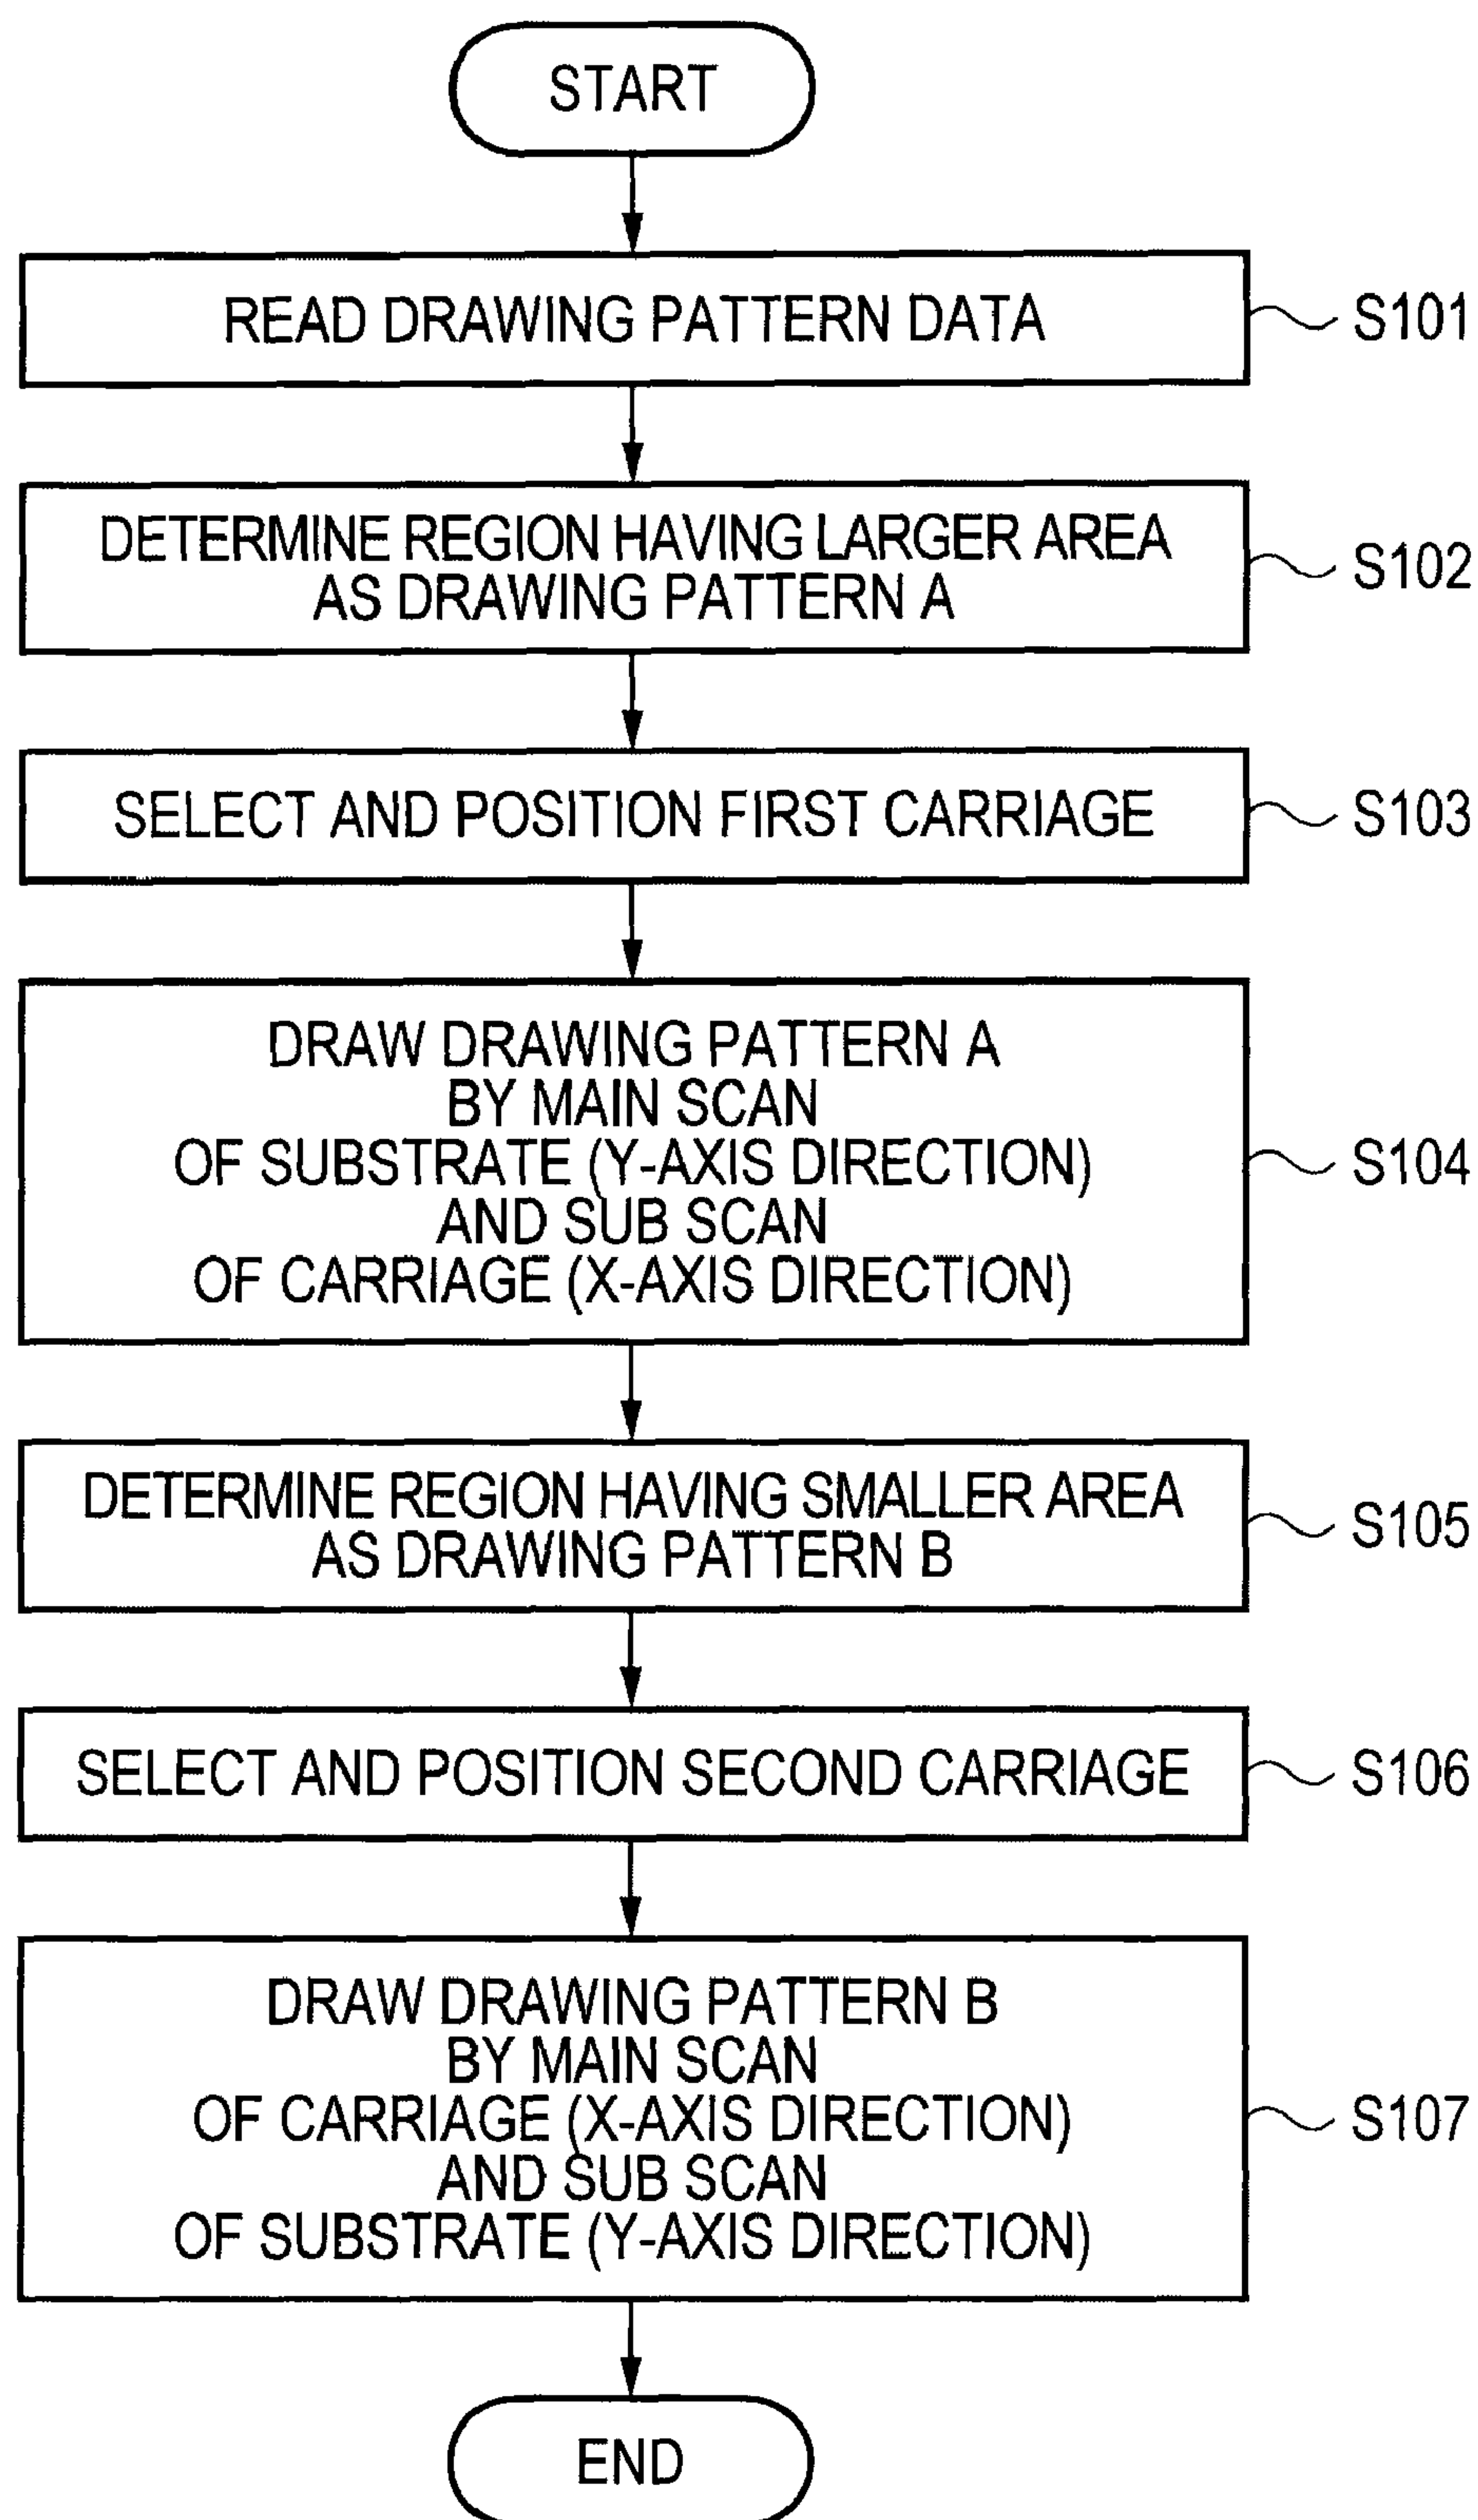 START
READ DRAWING PATTERN DATA
S101
DETERMINE REGION HAVING LARGER AREA
AS DRAWING PATTERN A
S102
SELECT AND POSITION FIRST CARRIAGE
S103
DRAW DRAWING PATTERN A
BY MAIN SCAN
OF SUBSTRATE (Y-AXIS DIRECTION)
AND SUB SCAN
OF CARRIAGE (X-AXIS DIRECTION)
S104
DETERMINE REGION HAVING SMALLER AREA
AS DRAWING PATTERN B
S105
SELECT AND POSITION SECOND CARRIAGE
S106
DRAW DRAWING PATTERN B
BY MAIN SCAN
OF CARRIAGE (X-AXIS DIRECTION)
AND SUB SCAN
OF SUBSTRATE (Y-AXIS DIRECTION)
S107
END